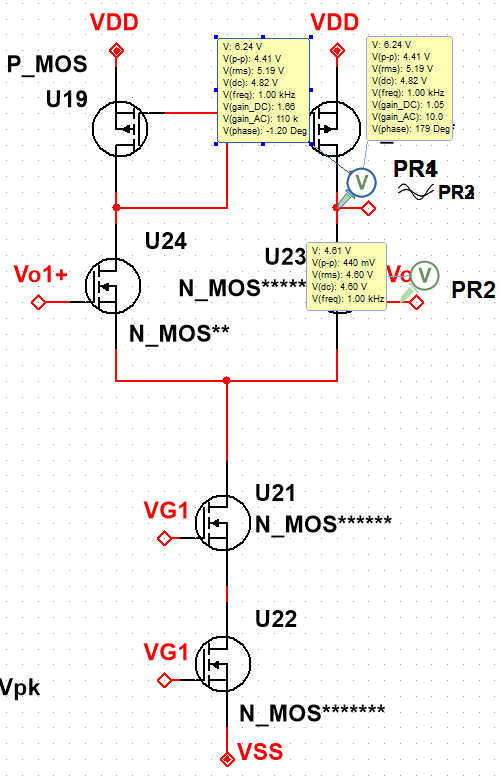 VDD
VDD
P_MOS
U19
V: 6.24 V
V(p-p): 4.41 V
V(rms): 5.19 V
V(dc): 4.82 V
V(freq): 1.00 kHz
V(gain_DC): 1.66
V(gain_AC): 110 k
V(phase): -1.20 Deg
V: 6.24 V
V(p-p): 4.41 V
V(rms): 5.19 V
V(dc): 4.82 V
V(freq): 1.00 kHz
V(gain_DC): 1.05
V(gain_AC): 10.0
V(phase): 179 Deg
V
PR2
U24
U23
Vo1+
N_MOS*****
V: 4.61 V
V(p-p): 440 mV
V(rms): 4.60 V
V(dc): 4.60 V
V(freq): 1.00 kHz
Vo
V
PR2
N_MOS**
U21
VG1
N_MOS******
U22
VG1
Vpk
N_MOS*******
VSS